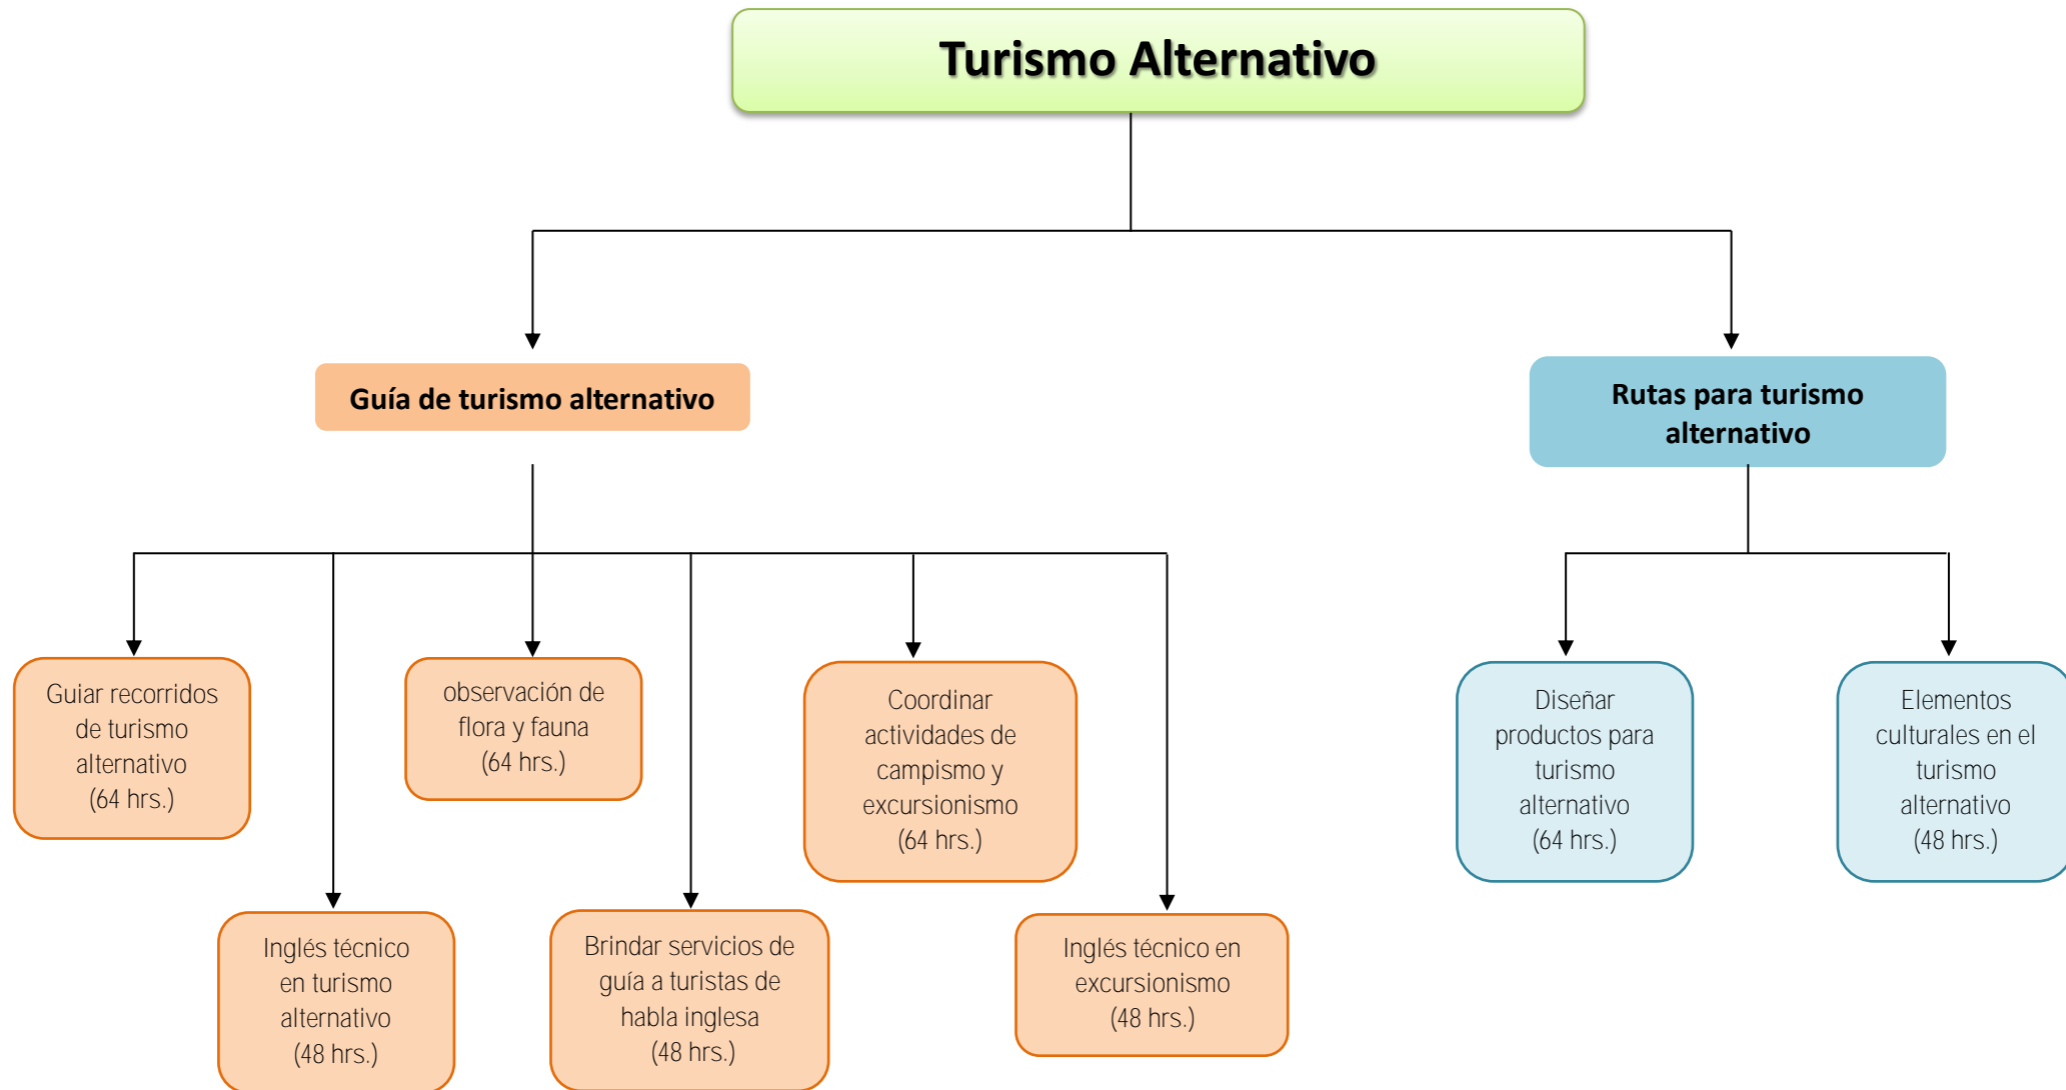 Turismo Alternativo
Guía de turismo alternativo
Rutas para turismo
alternativo
Guiar recorridos
de turismo
alternativo
(64 hrs.)
observación de
flora y fauna
(64 hrs.)
Coordinar
actividades de
campismo y
excursionismo
(64 hrs.)
Diseñar
productos para
turismo
alternativo
(64 hrs.)
Elementos
culturales en el
turismo
alternativo
(48 hrs.)
Inglés técnico
en turismo
alternativo
(48 hrs.)
Brindar servicios de
guía a turistas de
habla inglesa
(48 hrs.)
Inglés técnico en
excursionismo
(48 hrs.)